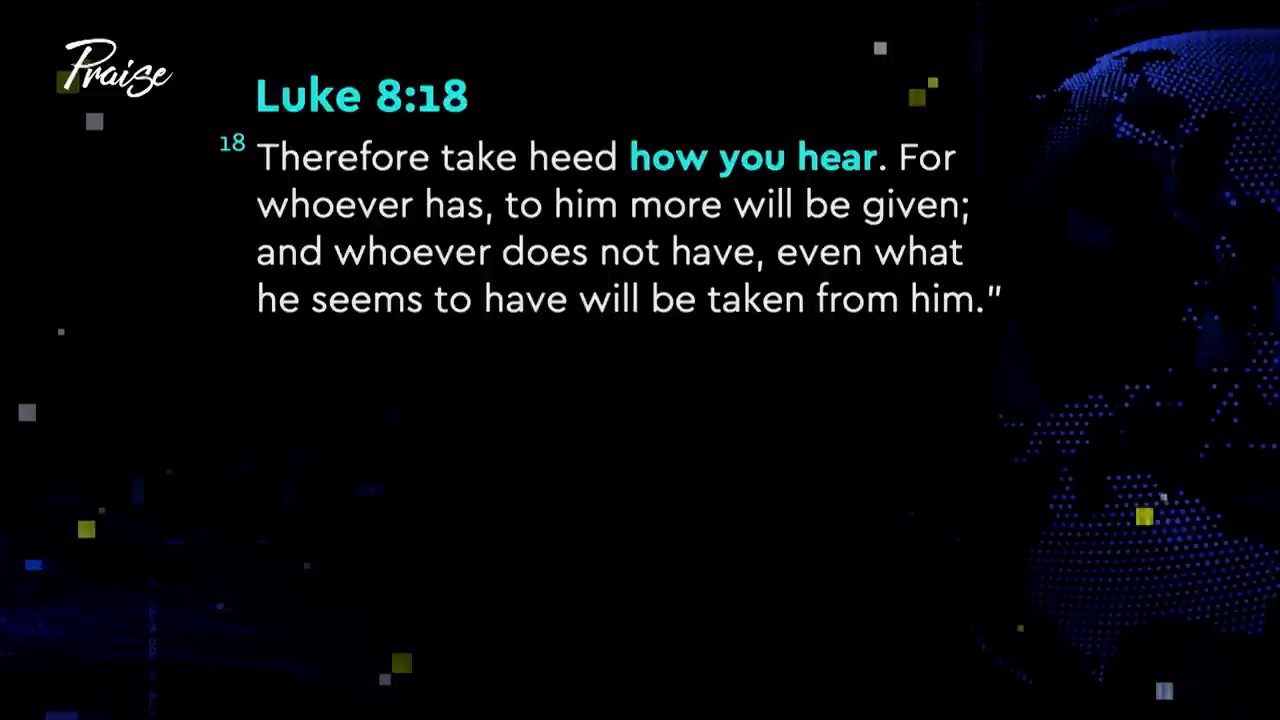 Praise
Luke 8:18
18 Therefore take heed how you hear. For
whoever has, to him more will be given;
and whoever does not have, even what
he seems to have will be taken from him.”